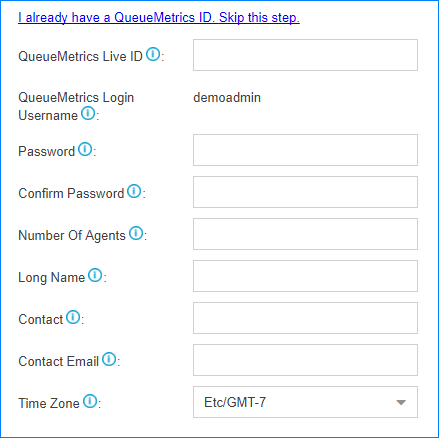 I already have a QueueMetrics ID. Skip this step.
QueueMetrics Live ID :
QueueMetrics Login demoadmin
Username :
Password :
Confirm Password :
Number Of Agents :
Long Name :
Contact :
Contact Email :
Time Zone : Etc/GMT-7